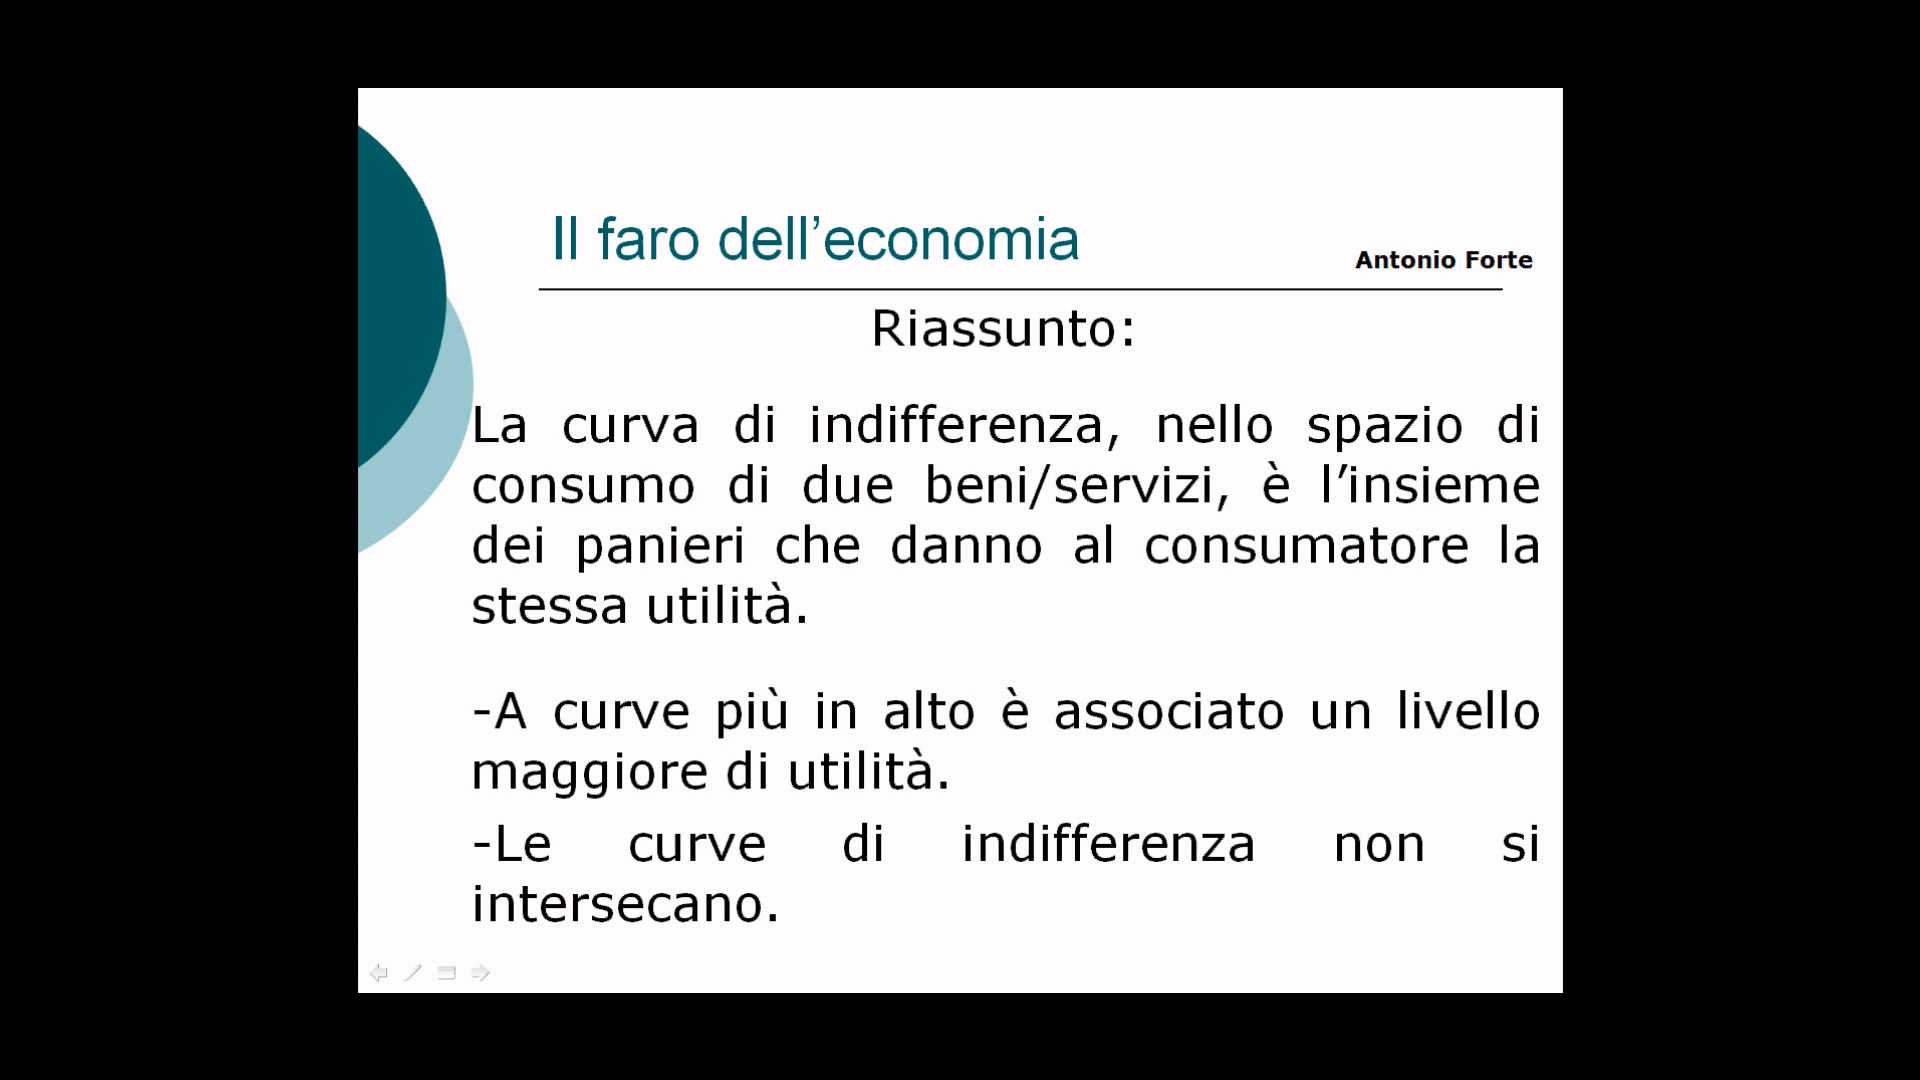 Il faro dell’economia
Antonio Forte
Riassunto:
La curva di indifferenza, nello spazio di
consumo di due beni/servizi, è l’insieme
dei panieri che danno al consumatore la
stessa utilità.
-A curve più in alto è associato un livello
maggiore di utilità.
-Le curve di indifferenza non si
intersecano.